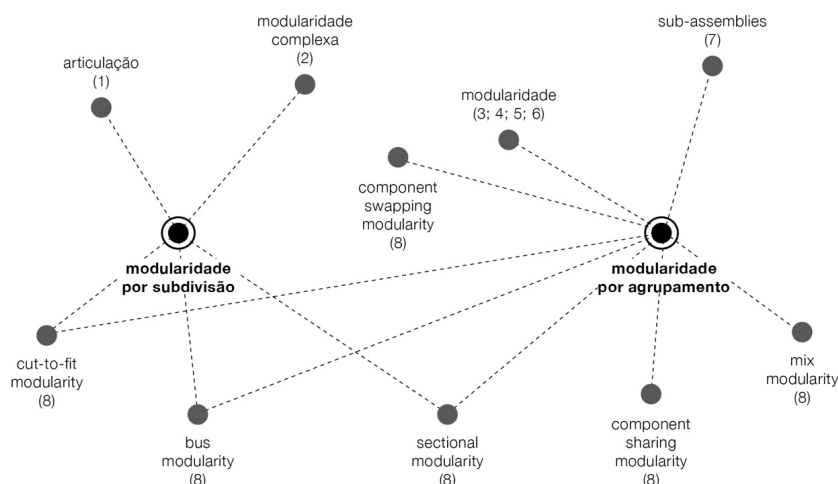 modularidade
complexa
(2)
sub-assemblies
(7)
articulação
(1)
modularidade
(3; 4; 5; 6)
component
swapping
modularity
(8)
modularidade
por subdivisão
modularidade
por agrupamento
cut-to-fit
modularity
(8)
mix
modularity
(8)
bus
modularity
(8)
sectional
modularity
(8)
component
sharing
modularity
(8)